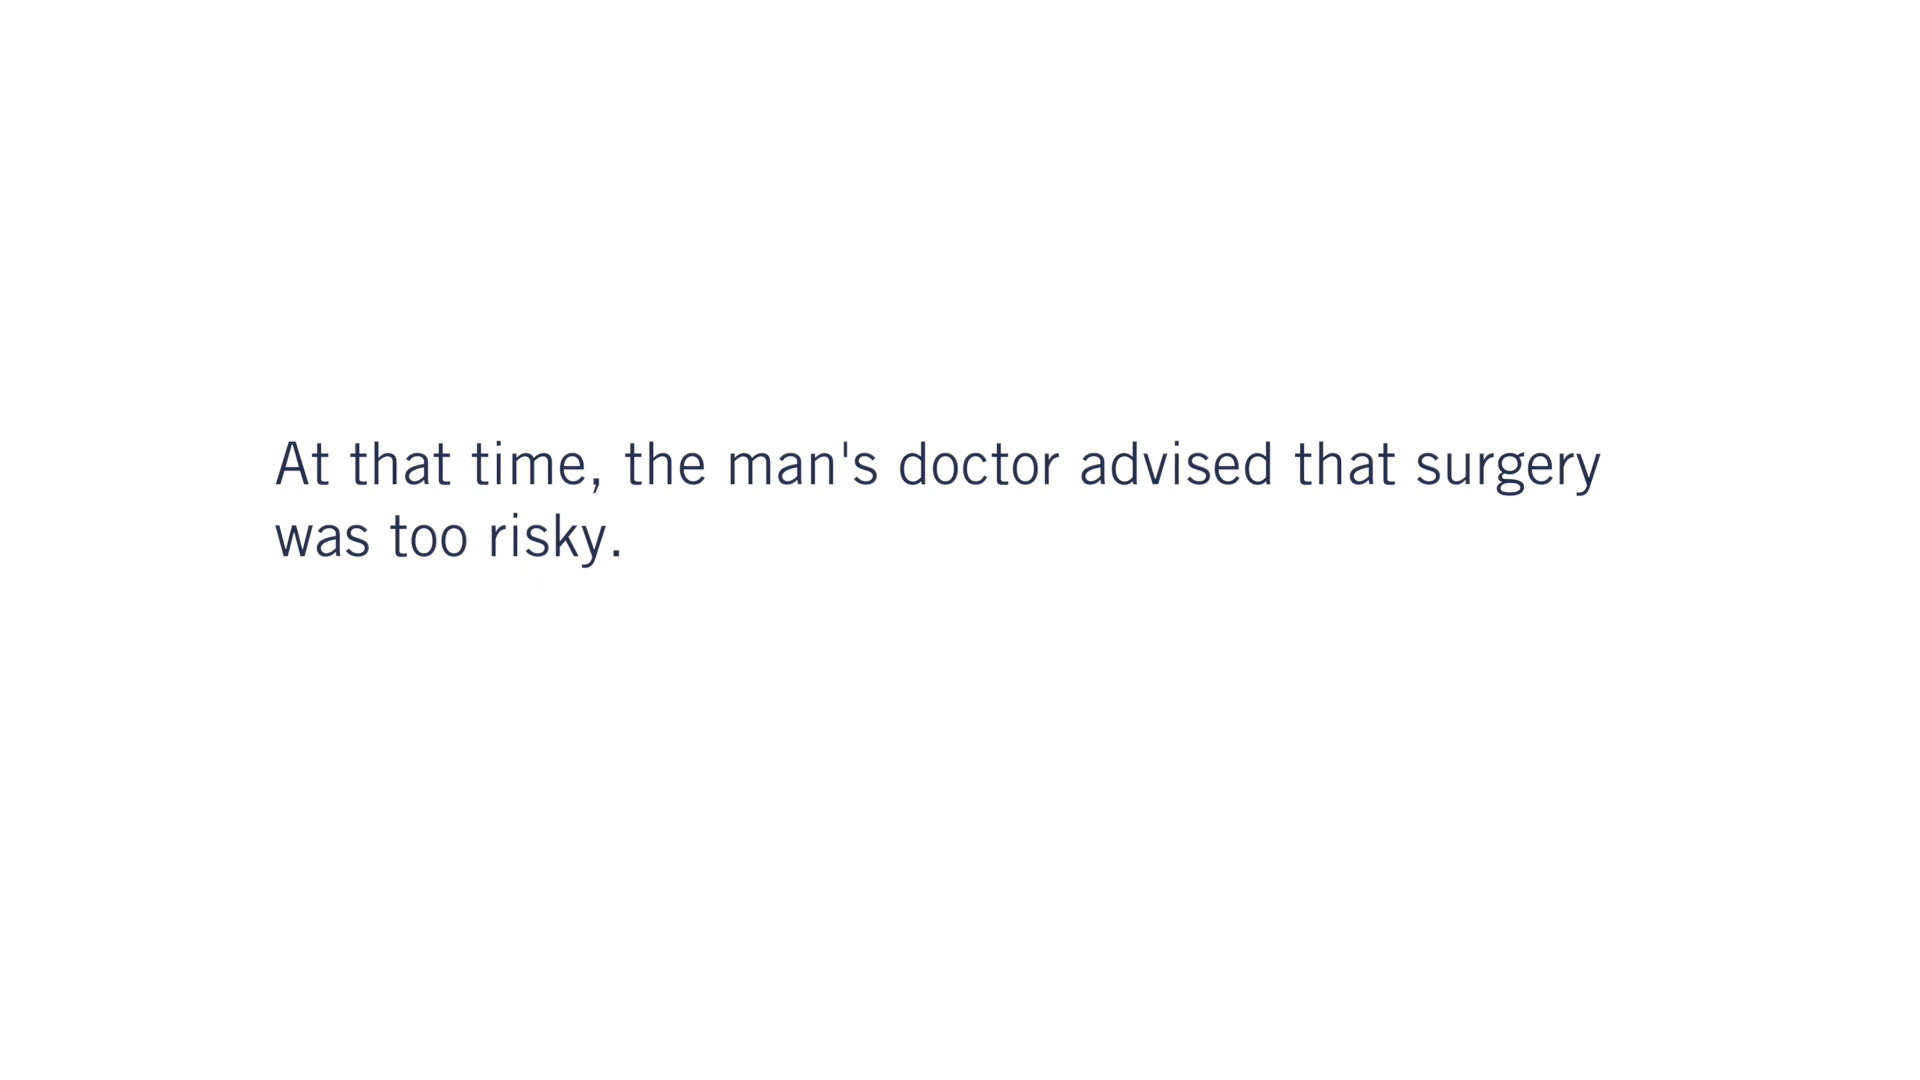 At that time, the man's doctor advised that surgery
was too risky.